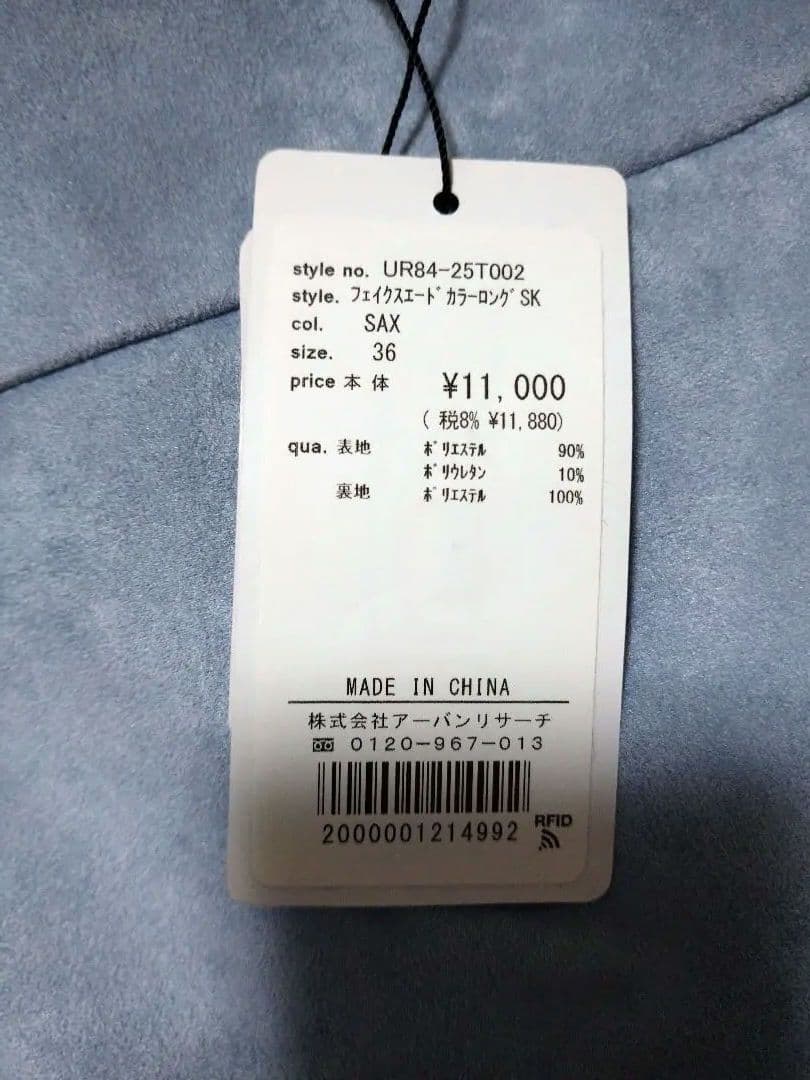 style no. UR84-25T002
style. ﾌｪｲｸｽｴｰﾄﾞｶﾗｰﾛﾝｸﾞSK
col. SAX
size. 36
price 本体 ¥11,000
( 税8% ¥11,880)
qua. 表地 ﾎﾟﾘｴｽﾃﾙ 90%
ﾎﾟﾘｳﾚﾀﾝ 10%
裏地 ﾎﾟﾘｴｽﾃﾙ 100%
MADE IN CHINA
株式会社アーバンリサーチ
0120-967-013
RFID
2000001214992